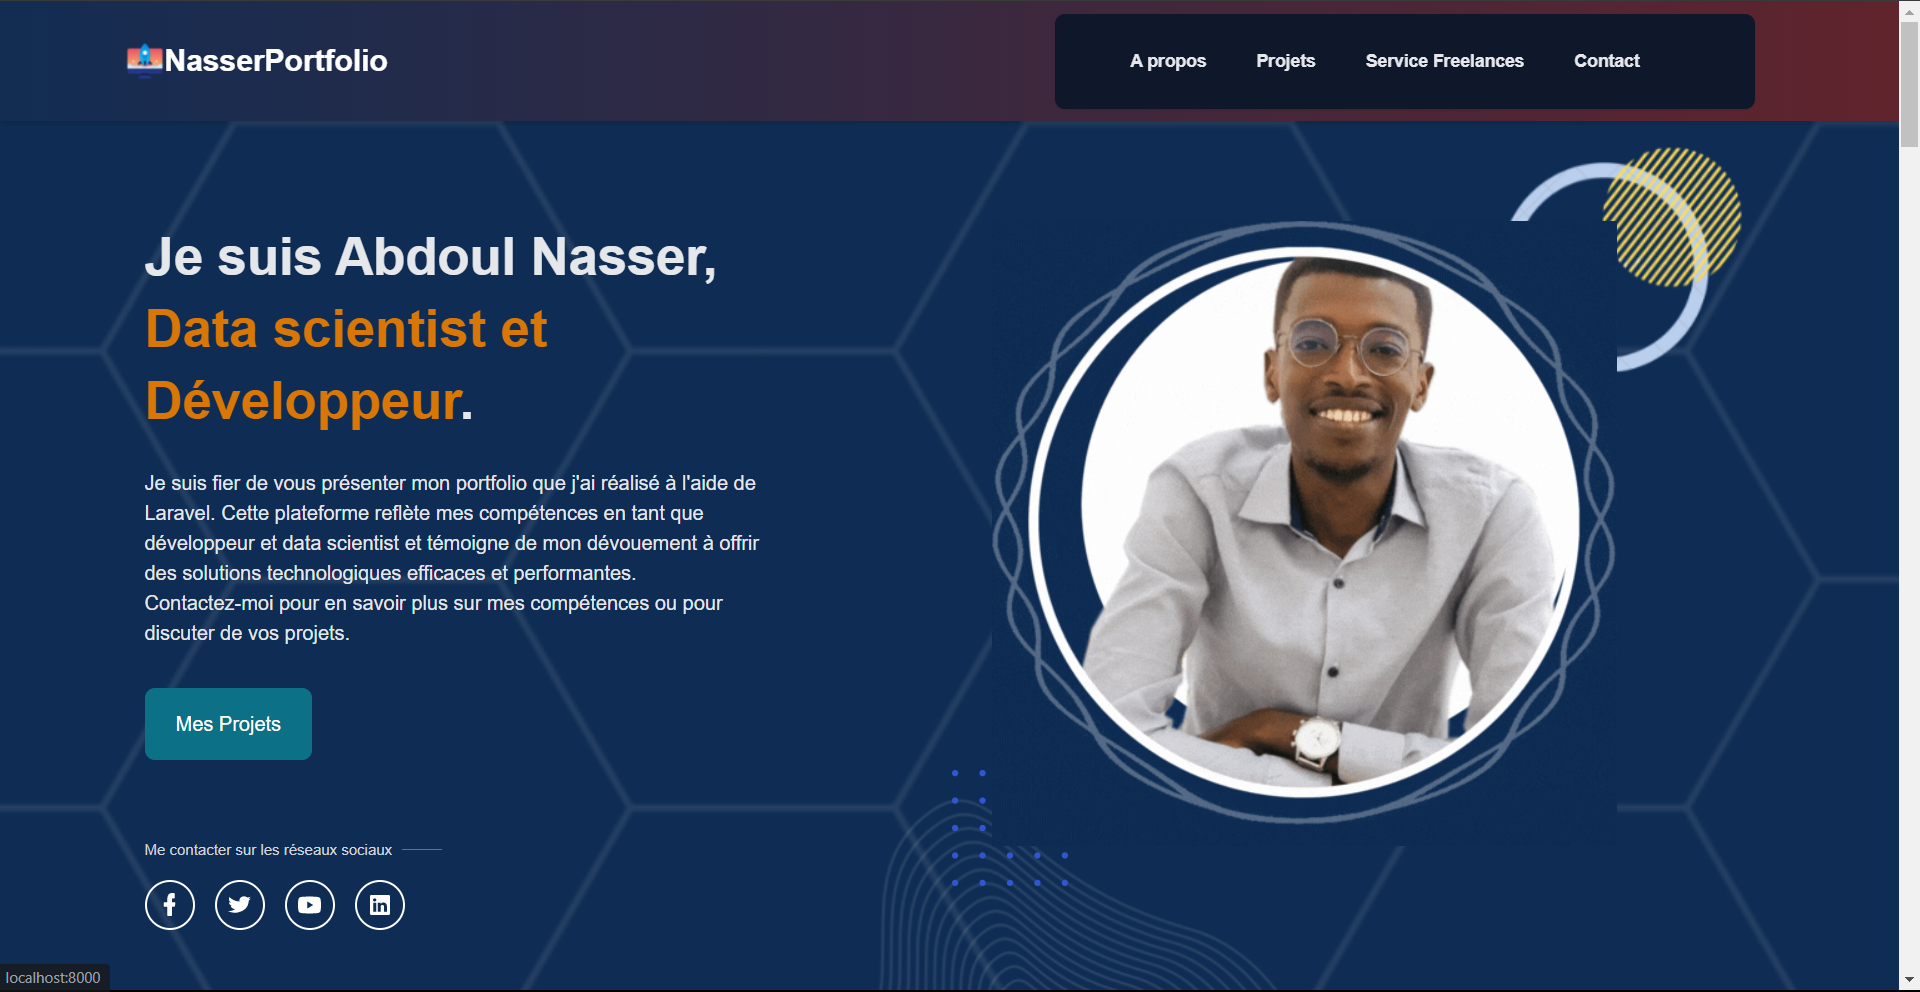 NasserPortfolio
A propos
Projets
Service Freelances
Contact
Je suis Abdoul Nasser,
Data scientist et
Développeur.
Je suis fier de vous présenter mon portfolio que j'ai réalisé à l'aide de
Laravel. Cette plateforme reflète mes compétences en tant que
développeur et data scientist et témoigne de mon dévouement à offrir
des solutions technologiques efficaces et performantes.
Contactez-moi pour en savoir plus sur mes compétences ou pour
discuter de vos projets.
Mes Projets
Me contacter sur les réseaux sociaux
localhost:8000